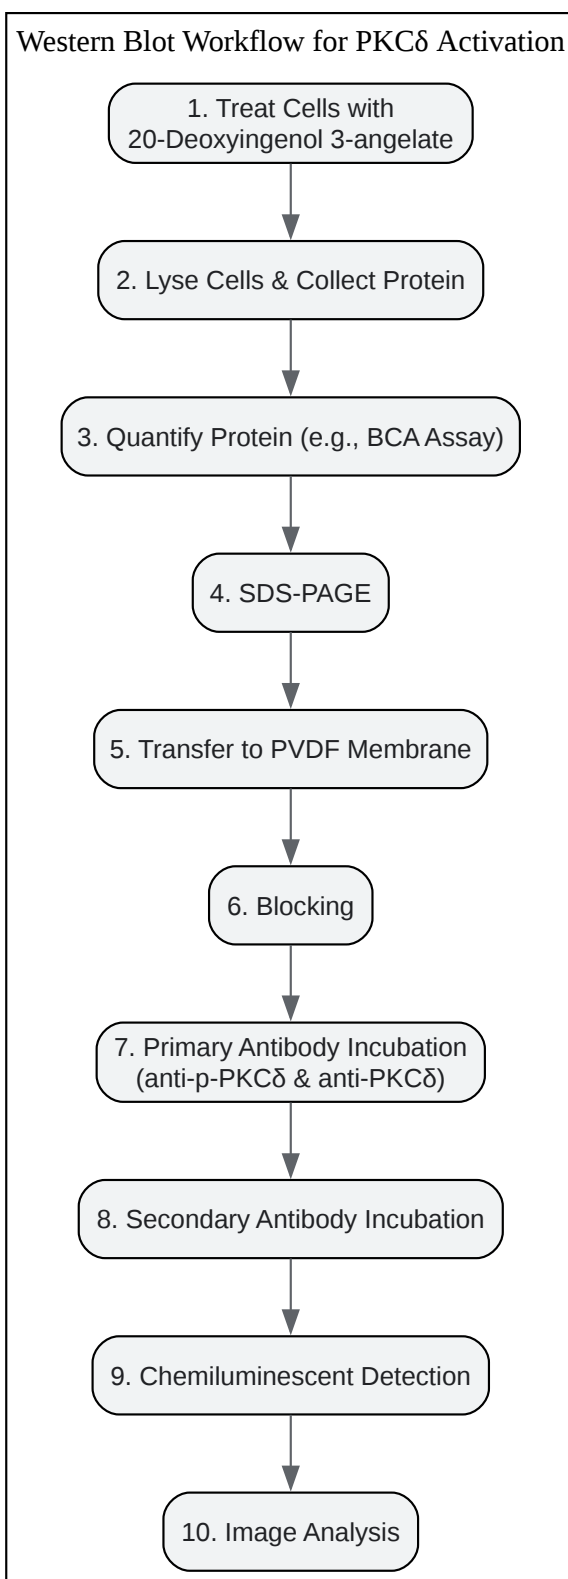 Western Blot Workflow for PKCδ Activation
1. Treat Cells with
20-Deoxyingenol 3-angelate
2. Lyse Cells & Collect Protein
3. Quantify Protein (e.g., BCA Assay)
4. SDS-PAGE
5. Transfer to PVDF Membrane
6. Blocking
7. Primary Antibody Incubation
(anti-p-PKCδ & anti-PKCδ)
8. Secondary Antibody Incubation
9. Chemiluminescent Detection
10. Image Analysis